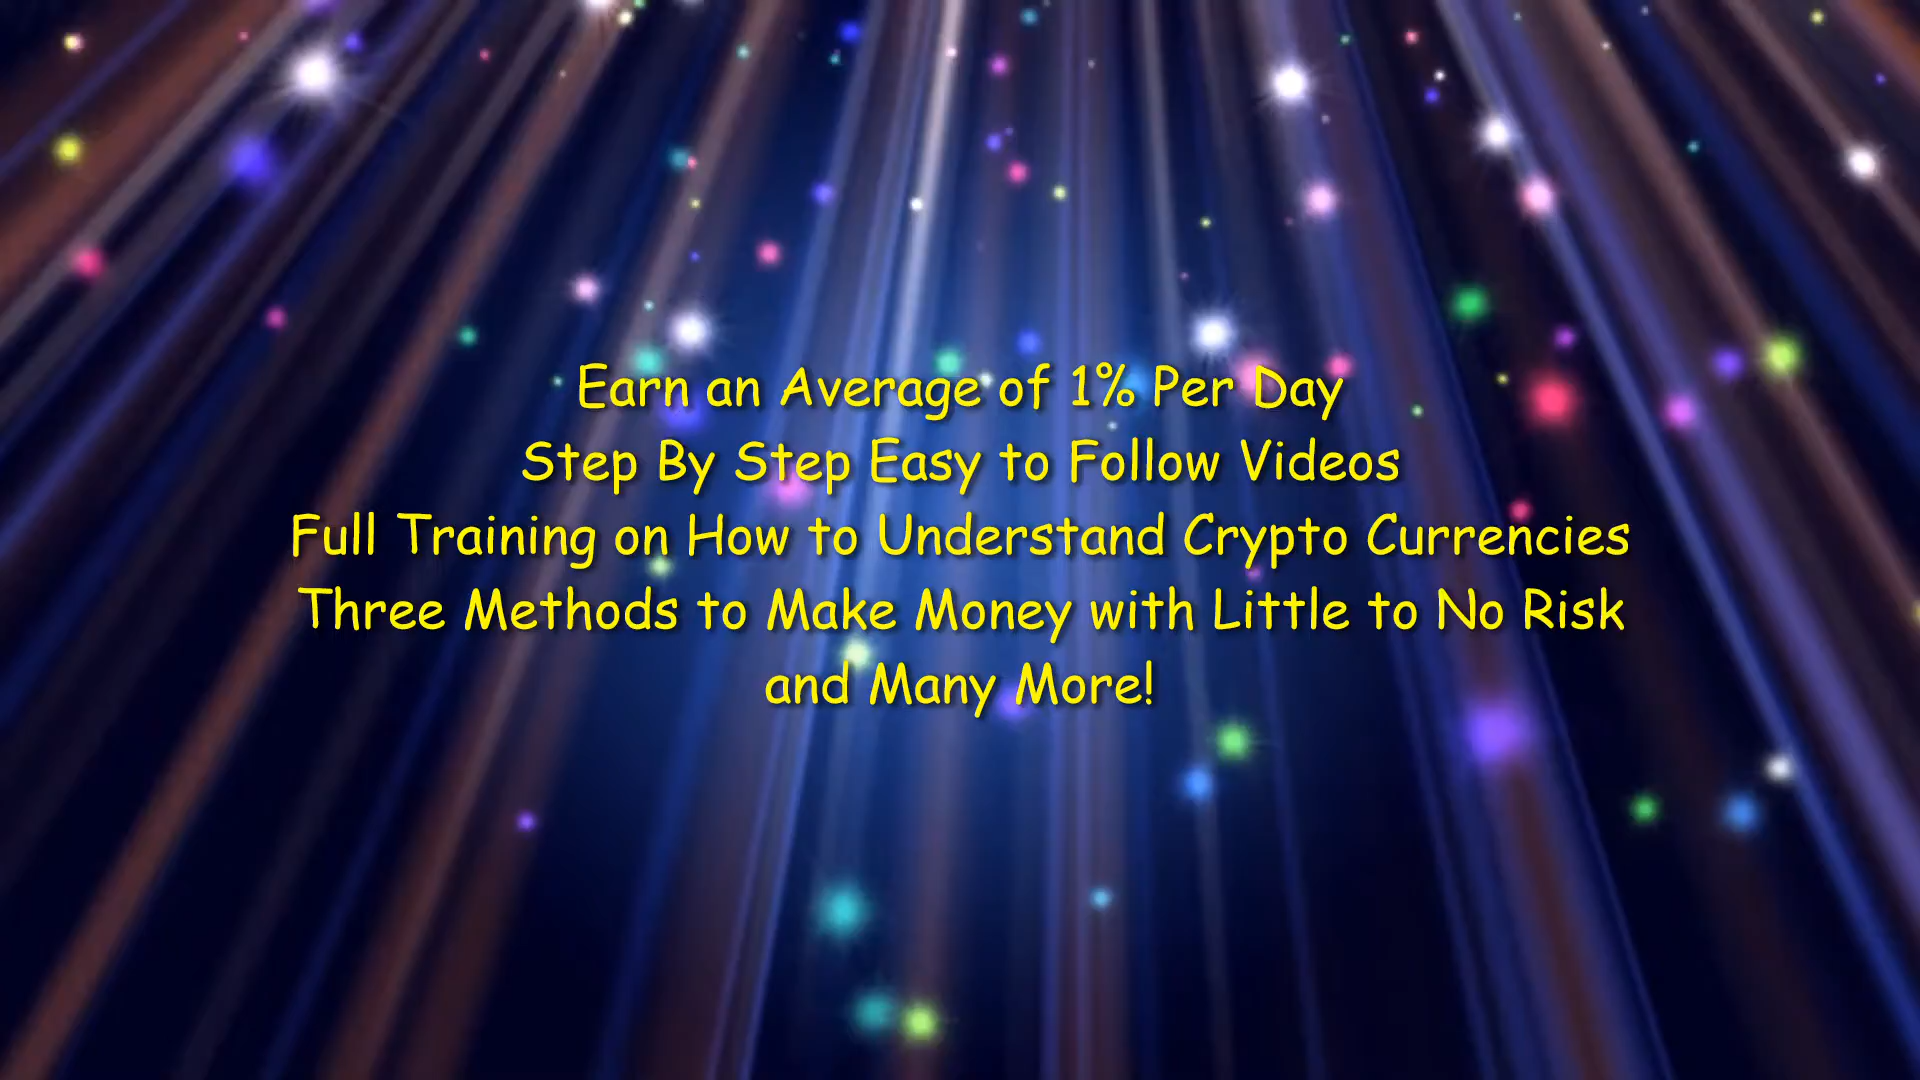 Earn an Average of 1% Per Day
Step By Step Easy to Follow Videos
Full Training on How to Understand Crypto Currencies
Three Methods to Make Money with Little to No Risk
and Many More!